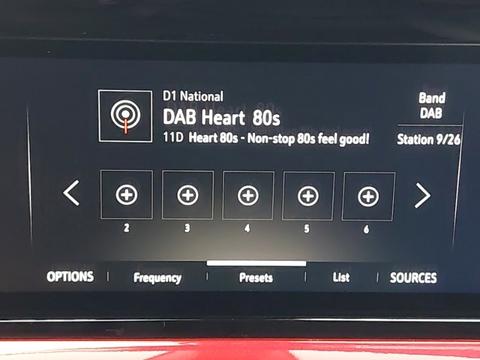 D1 National
DAB Heart 80s
11D Heart 80s - Non-stop 80s feel good!
Band
DAB
Station 9/26
2 3 4 5 6
OPTIONS Frequency Presets List SOURCES